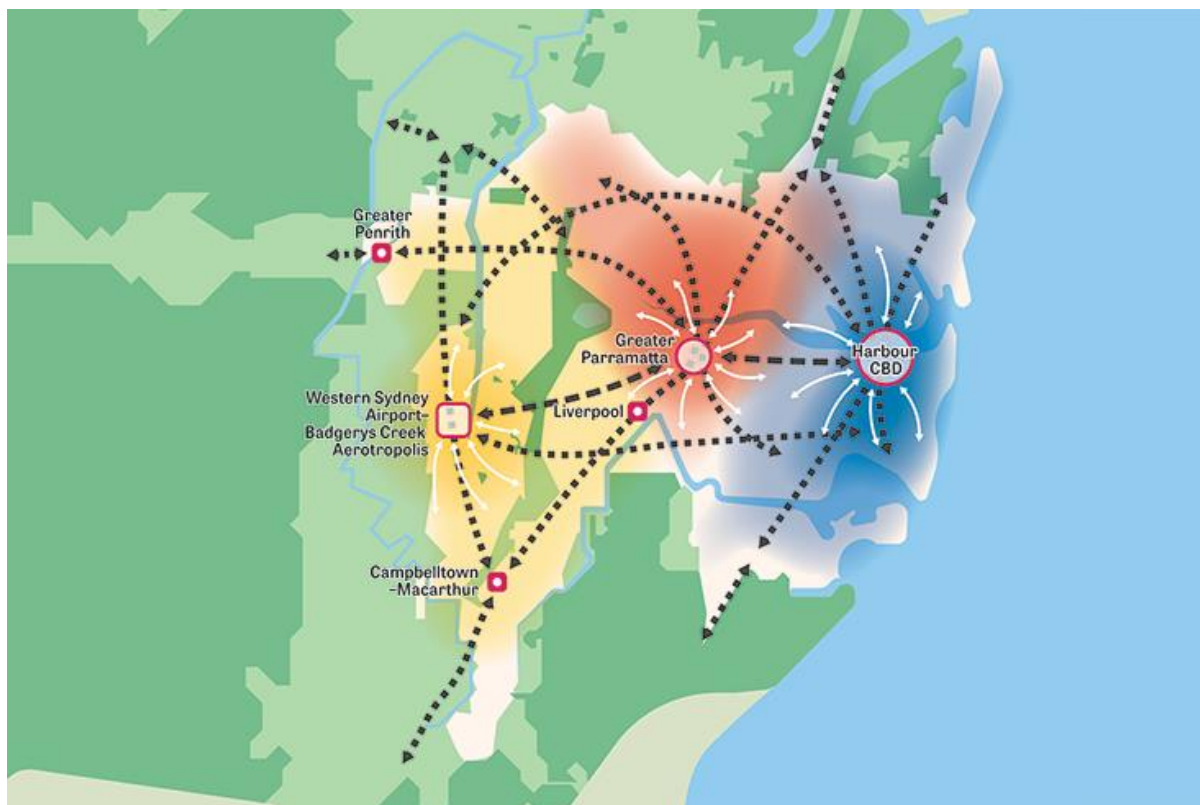 Greater
Penrith
Greater
Parramatta
Harbour
CBD
Western Sydney
Airport–
Badgerys Creek
Aerotropolis
Liverpool
Campbelltown
–Macarthur